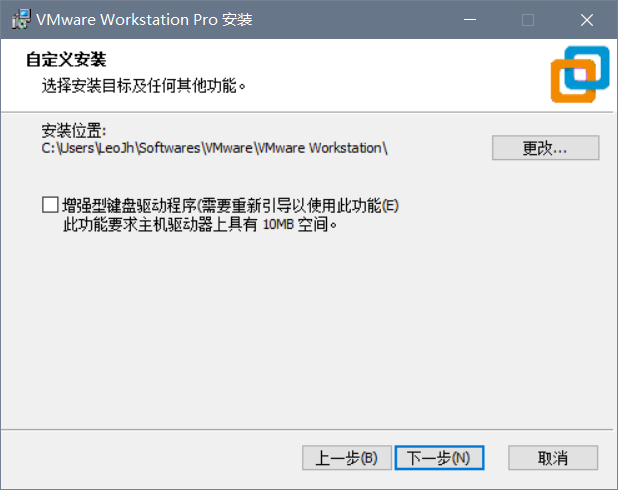 VMware Workstation Pro 安装
自定义安装
选择安装目标及任何其他功能。
安装位置:
C:\Users\LeoJh\Softwares\VMware\VMware Workstation\
更改...
增强型键盘驱动程序(需要重新引导以使用此功能(E)
此功能要求主机驱动器上具有 10MB 空间。
上一步(B)
下一步(N)
取消